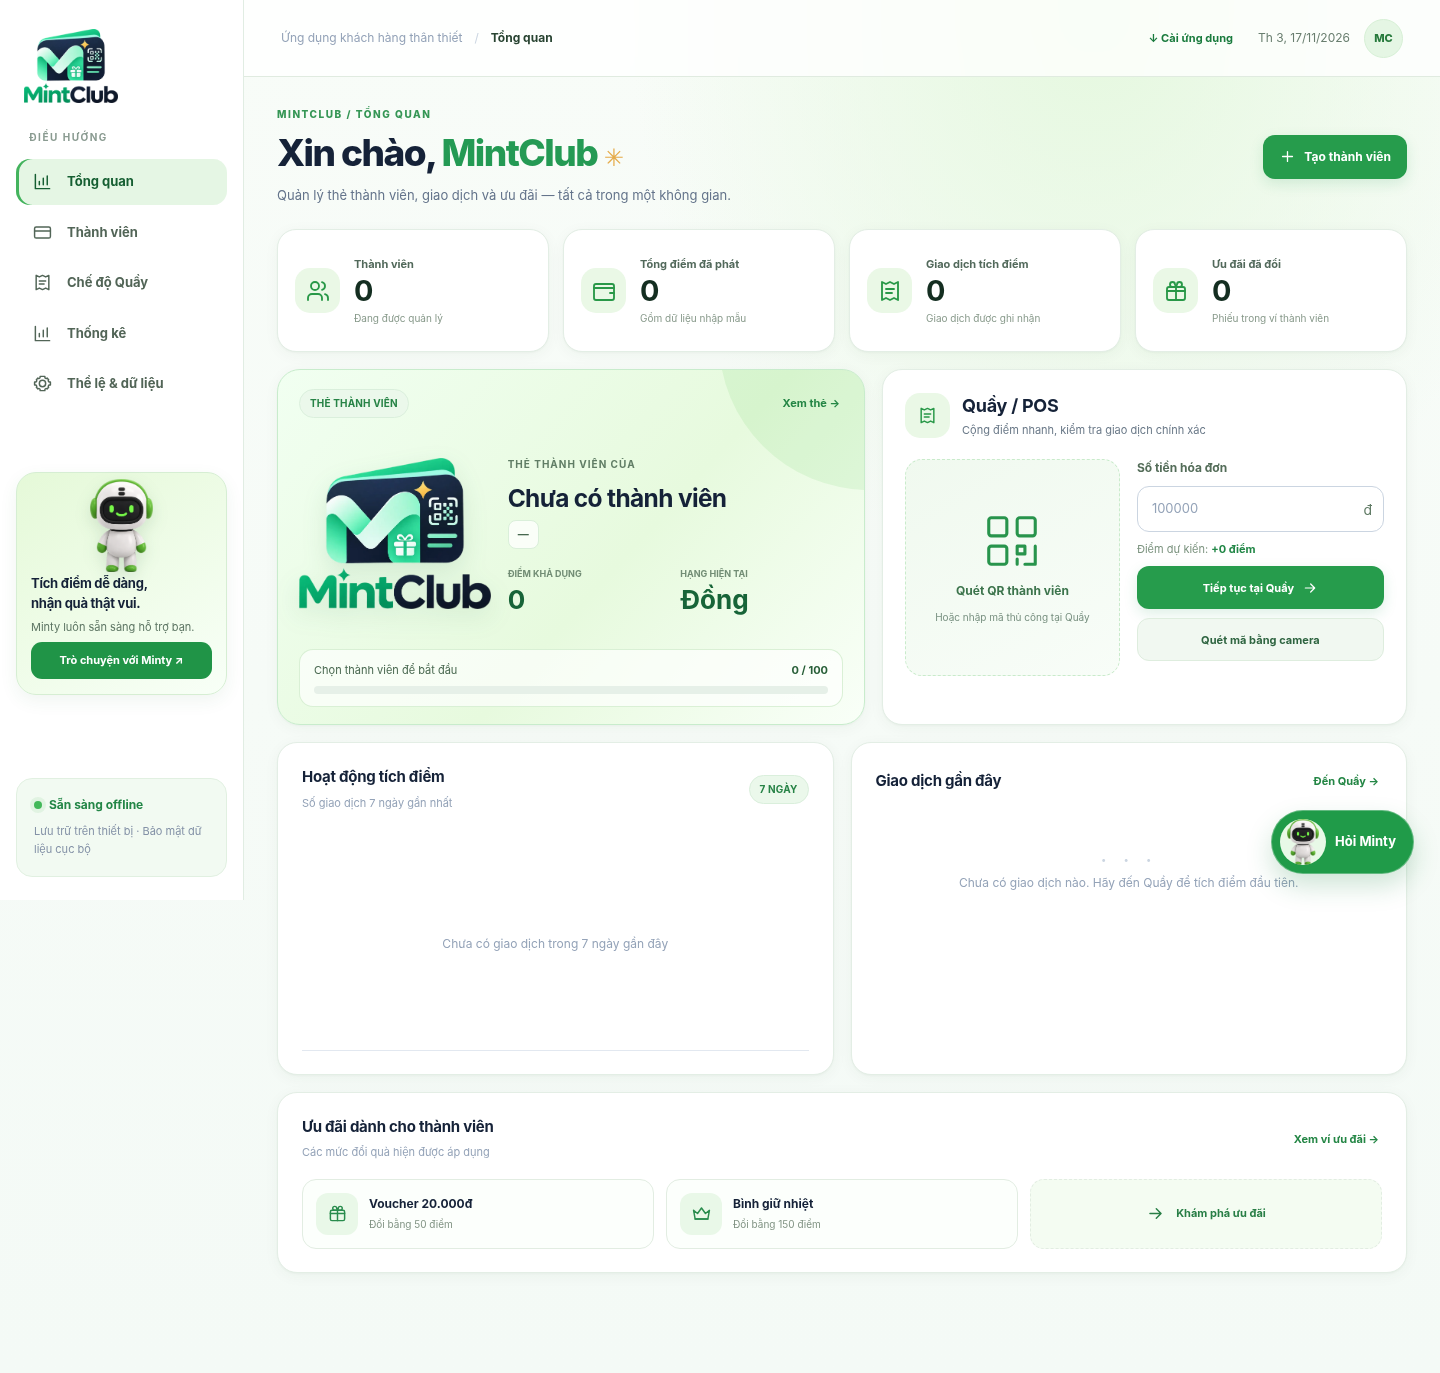 MintClub
ĐIỀU HƯỚNG
Tổng quan
Thành viên
Chế độ Quầy
Thống kê
Thể lệ & dữ liệu
Tích điểm dễ dàng,
nhận quà thật vui.
Minty luôn sẵn sàng hỗ trợ bạn.
Trò chuyện với Minty ↗
Sẵn sàng offline
Lưu trữ trên thiết bị · Bảo mật dữ
liệu cục bộ
Ứng dụng khách hàng thân thiết / Tổng quan
↓ Cài ứng dụng
Th 3, 17/11/2026
MC
MINTCLUB / TỔNG QUAN
Xin chào, MintClub
Quản lý thẻ thành viên, giao dịch và ưu đãi — tất cả trong một không gian.
+ Tạo thành viên
Thành viên
0
Đang được quản lý
Tổng điểm đã phát
0
Gồm dữ liệu nhập mẫu
Giao dịch tích điểm
0
Giao dịch được ghi nhận
Ưu đãi đã đổi
0
Phiếu trong ví thành viên
THẺ THÀNH VIÊN
Xem thẻ →
MintClub
THẺ THÀNH VIÊN CỦA
Chưa có thành viên
—
ĐIỂM KHẢ DỤNG
0
HẠNG HIỆN TẠI
Đồng
Chọn thành viên để bắt đầu
0 / 100
Quầy / POS
Cộng điểm nhanh, kiểm tra giao dịch chính xác
Quét QR thành viên
Hoặc nhập mã thủ công tại Quầy
Số tiền hóa đơn
100000
đ
Điểm dự kiến: +0 điểm
Tiếp tục tại Quầy →
Quét mã bằng camera
Hoạt động tích điểm
Số giao dịch 7 ngày gần nhất
7 NGÀY
Chưa có giao dịch trong 7 ngày gần đây
Giao dịch gần đây
Đến Quầy →
Chưa có giao dịch nào. Hãy đến Quầy để tích điểm đầu tiên.
Hỏi Minty
Ưu đãi dành cho thành viên
Các mức đổi quà hiện được áp dụng
Xem ví ưu đãi →
Voucher 20.000đ
Đổi bằng 50 điểm
Bình giữ nhiệt
Đổi bằng 150 điểm
→ Khám phá ưu đãi